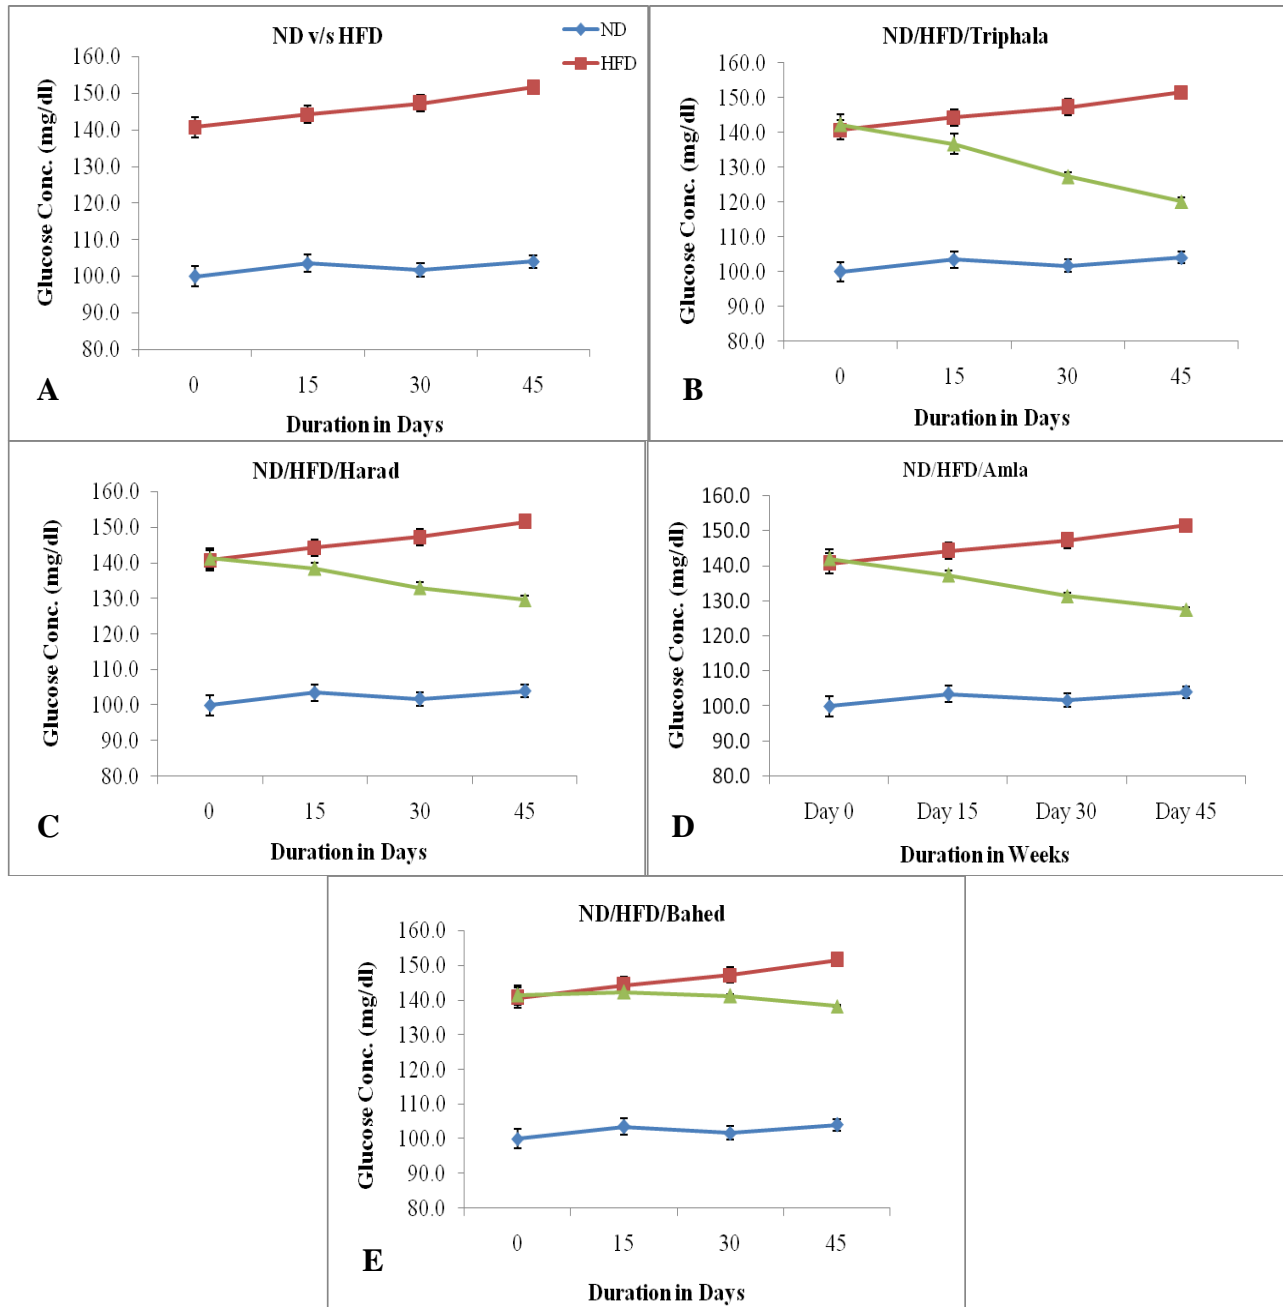 ND v/s HFD
ND
HFD
160.0
150.0
140.0
130.0
120.0
110.0
100.0
90.0
80.0
Glucose Conc. (mg/dl)
0 15 30 45
A
Duration in Days
ND/HFD/Triphala
160.0
150.0
140.0
130.0
120.0
110.0
100.0
90.0
80.0
Glucose Conc. (mg/dl)
0 15 30 45
B
Duration in Days
ND/HFD/Harad
160.0
150.0
140.0
130.0
120.0
110.0
100.0
90.0
80.0
Glucose Conc. (mg/dl)
0 15 30 45
C
Duration in Days
ND/HFD/Amla
160.0
150.0
140.0
130.0
120.0
110.0
100.0
90.0
80.0
Glucose Conc. (mg/dl)
Day 0 Day 15 Day 30 Day 45
D
Duration in Weeks
ND/HFD/Bahed
160.0
150.0
140.0
130.0
120.0
110.0
100.0
90.0
80.0
Glucose Conc. (mg/dl)
0 15 30 45
E
Duration in Days